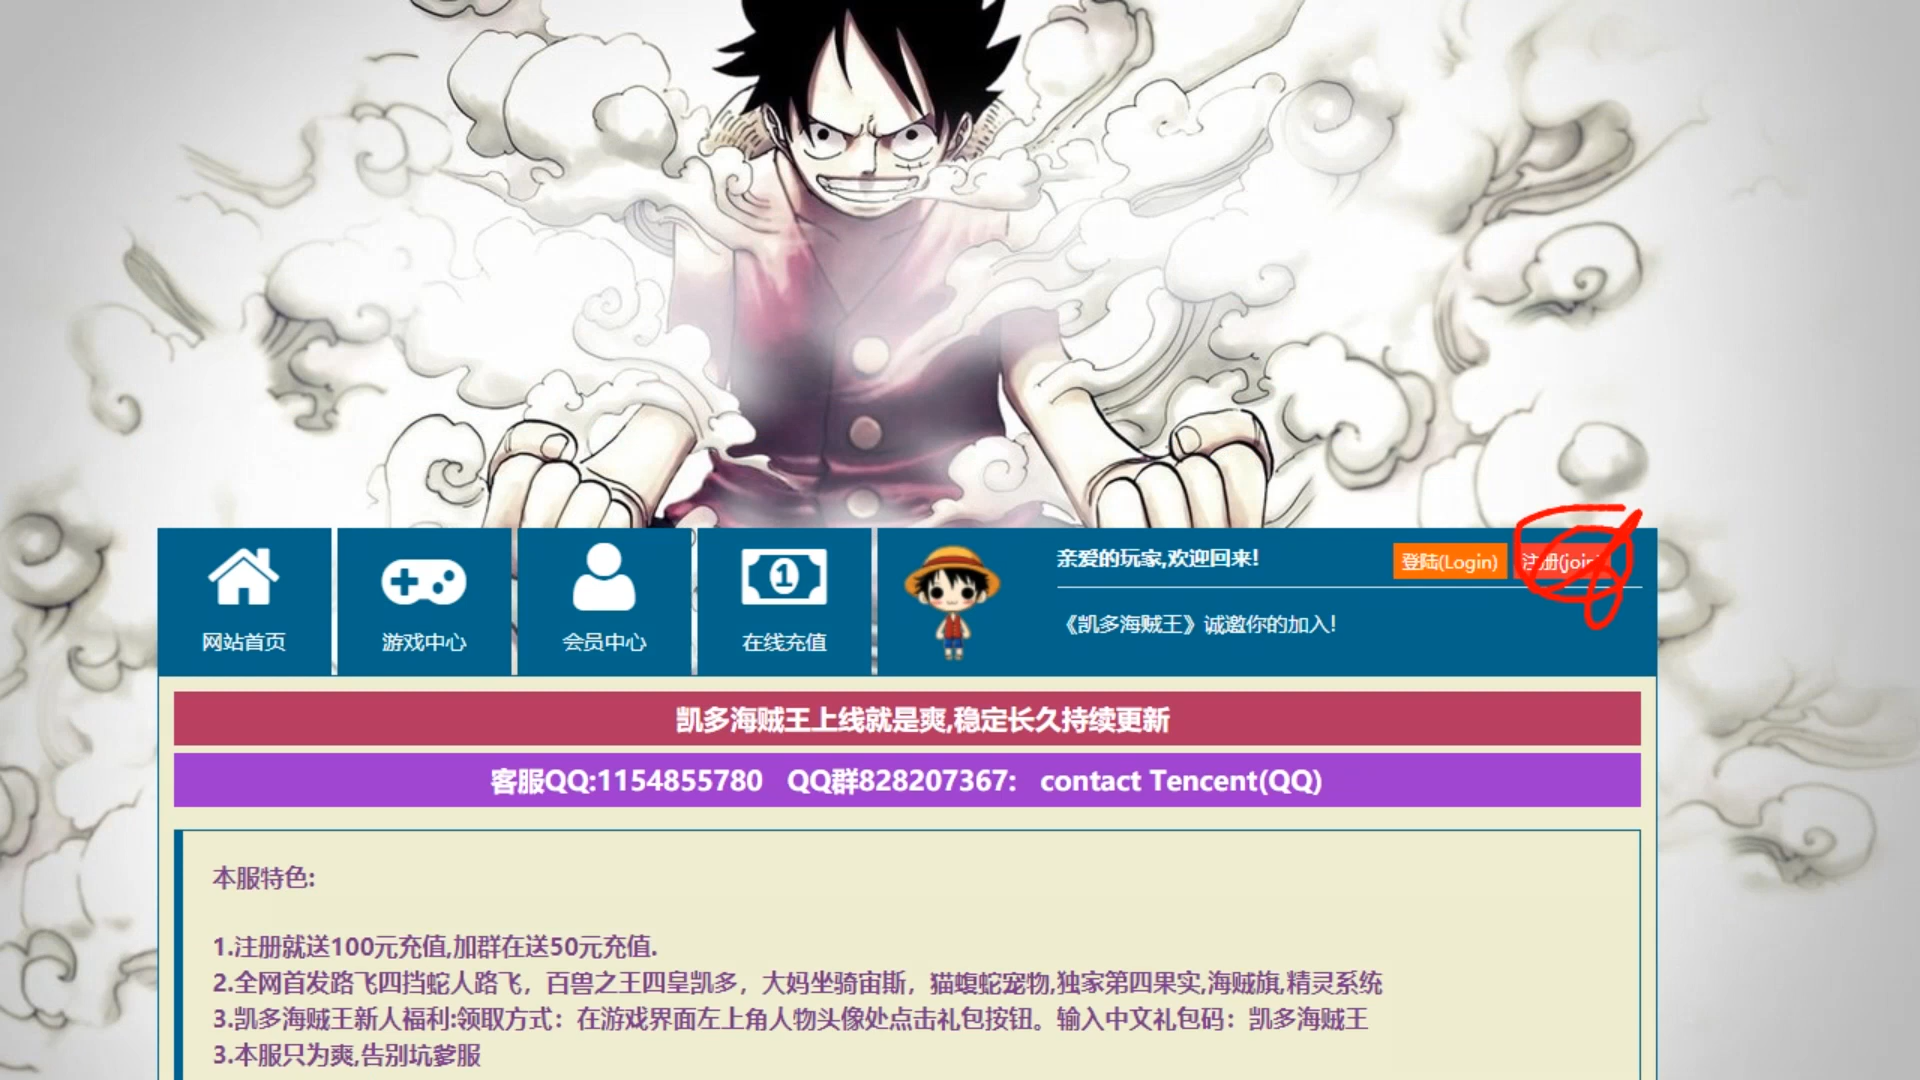 网站首页
游戏中心
会员中心
在线充值
亲爱的玩家,欢迎回来!
登陆(Login)
注册(join)
《凯多海贼王》诚邀你的加入!
凯多海贼王上线就是爽,稳定长久持续更新
客服QQ:1154855780 QQ群828207367: contact Tencent(QQ)
本服特色:
1.注册就送100元充值,加群在送50元充值.
2.全网首发路飞四挡蛇人路飞，百兽之王四皇凯多，大妈坐骑宙斯，猫蝮蛇宠物,独家第四果实,海贼旗,精灵系统
3.凯多海贼王新人福利:领取方式：在游戏界面左上角人物头像处点击礼包按钮。输入中文礼包码：凯多海贼王
3.本服只为爽,告别坑爹服